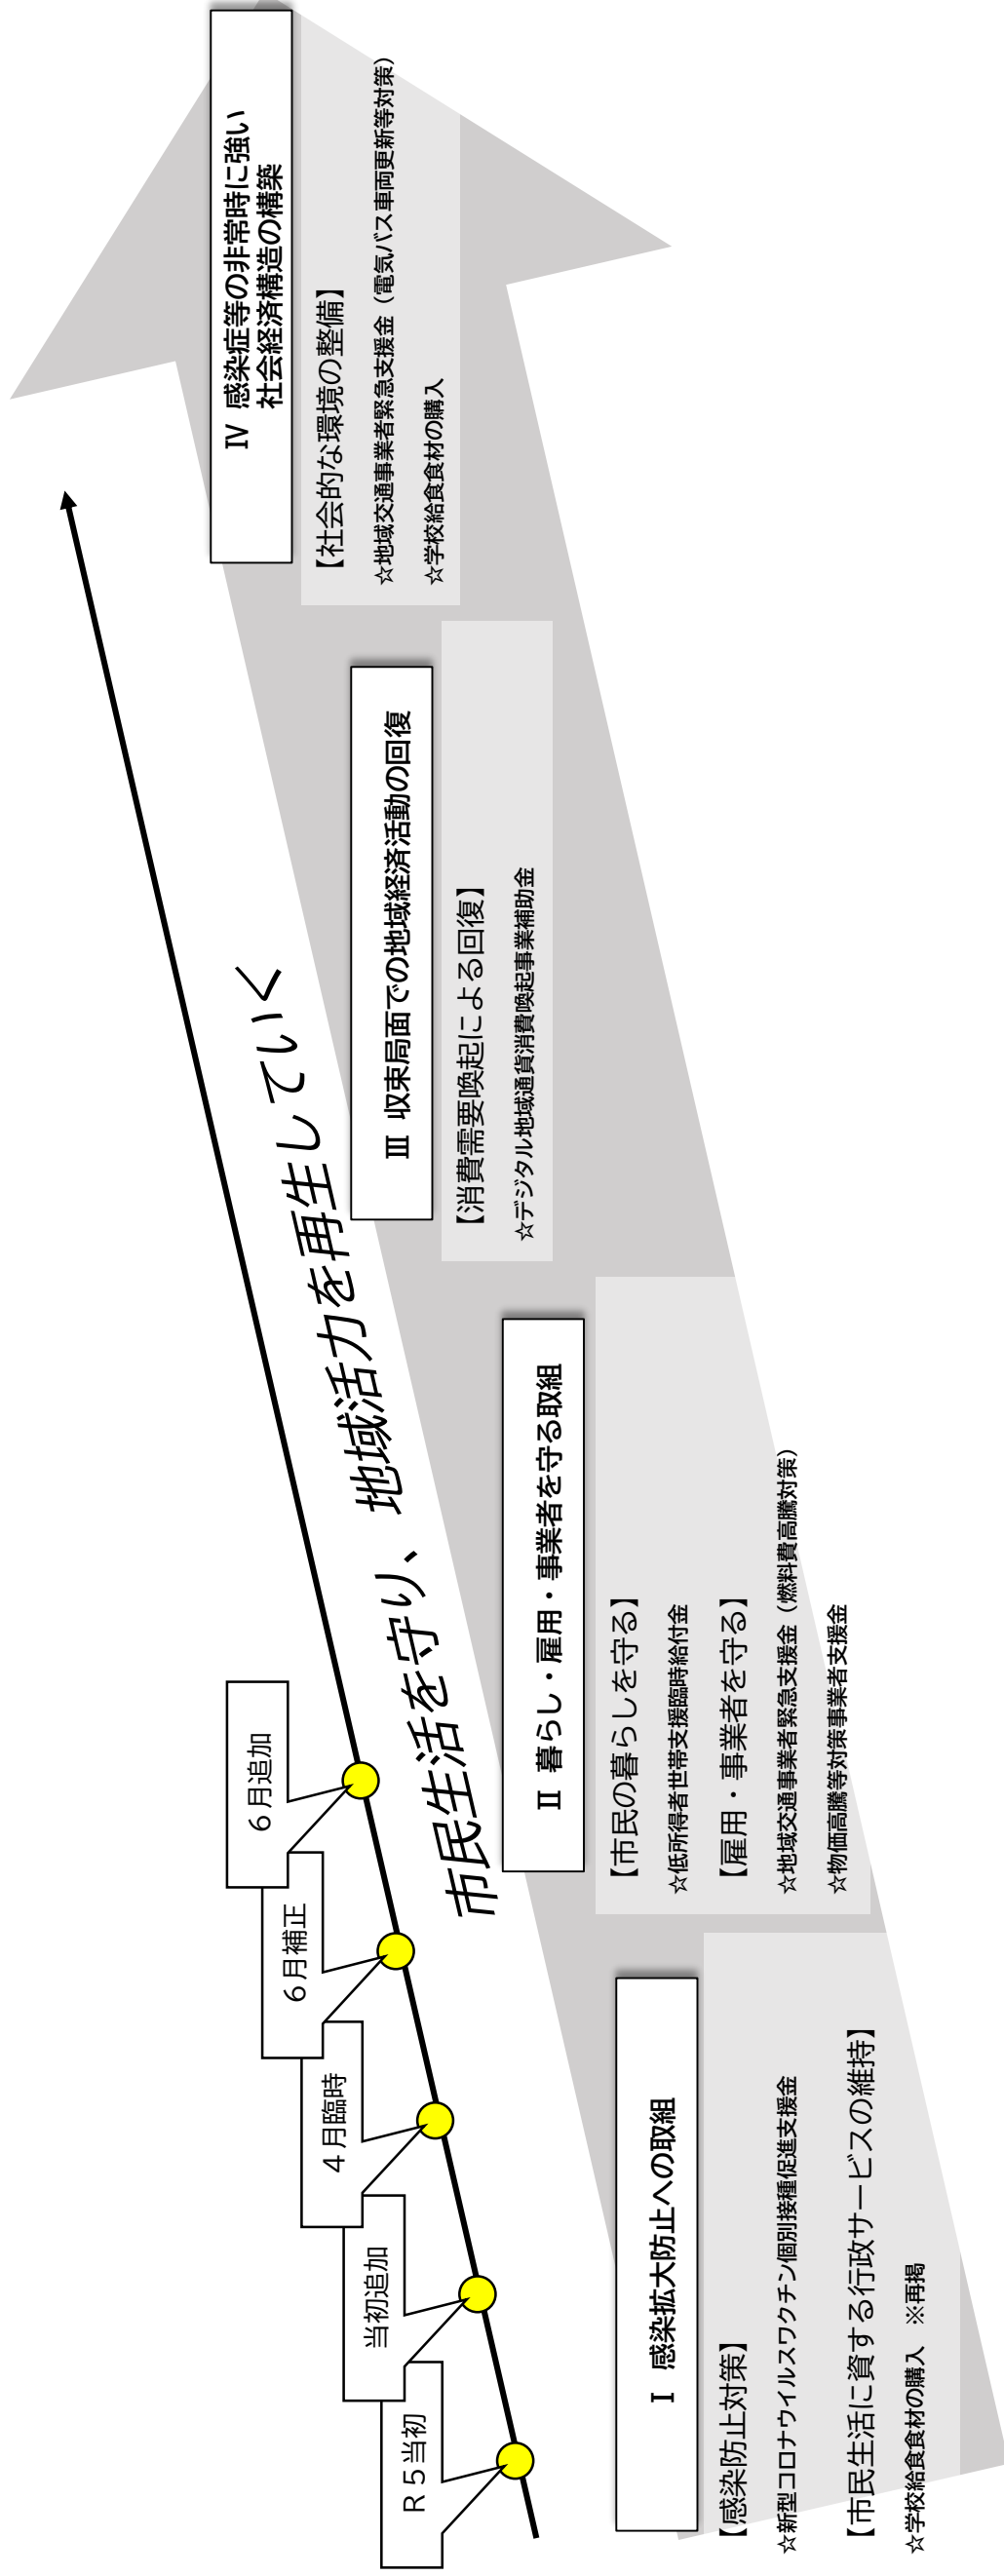 R5当初
当初追加
4月臨時
6月補正
6月追加
市民生活を守り、地域活力を再生していく
Ⅰ 感染拡大防止への取組
【感染防止対策】
☆新型コロナウイルスワクチン個別接種促進支援金
【市民生活に資する行政サービスの維持】
☆学校給食食材の購入 ※再掲
Ⅱ 暮らし・雇用・事業者を守る取組
【市民の暮らしを守る】
☆低所得者世帯支援臨時給付金
【雇用・事業者を守る】
☆地域交通事業者緊急支援金（燃料費高騰対策）
☆物価高騰等対策事業者支援金
Ⅲ 収束局面での地域経済活動の回復
【消費需要喚起による回復】
☆デジタル地域通貨消費喚起事業補助金
Ⅳ 感染症等の非常時に強い
社会経済構造の構築
【社会的な環境の整備】
☆地域交通事業者緊急支援金（電気バス車両更新等対策）
☆学校給食食材の購入